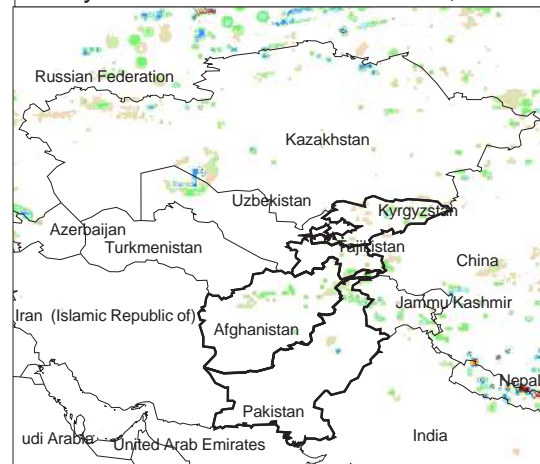 Russian Federation
Kazakhstan
Uzbekistan
Kyrgyzstan
Azerbaijan
Turkmenistan
Tajikistan
China
Jammu Kashmir
Iran (Islamic Republic of)
Afghanistan
Nepal
Pakistan
India
udi Arabia
United Arab Emirates